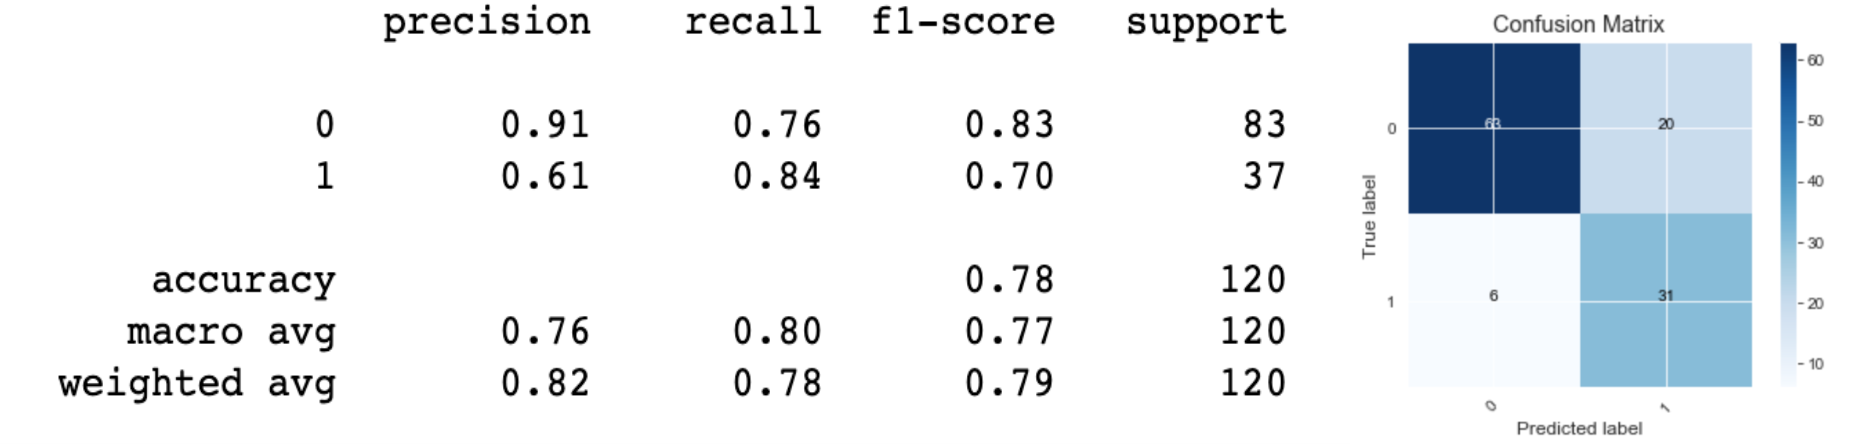 precision recall f1-score support
0 0.91 0.76 0.83 83
1 0.61 0.84 0.70 37
accuracy 0.78 120
macro avg 0.76 0.80 0.77 120
weighted avg 0.82 0.78 0.79 120
Confusion Matrix
True label
0
63 20
1
6 31
0 1
Predicted label
60
50
40
30
20
10